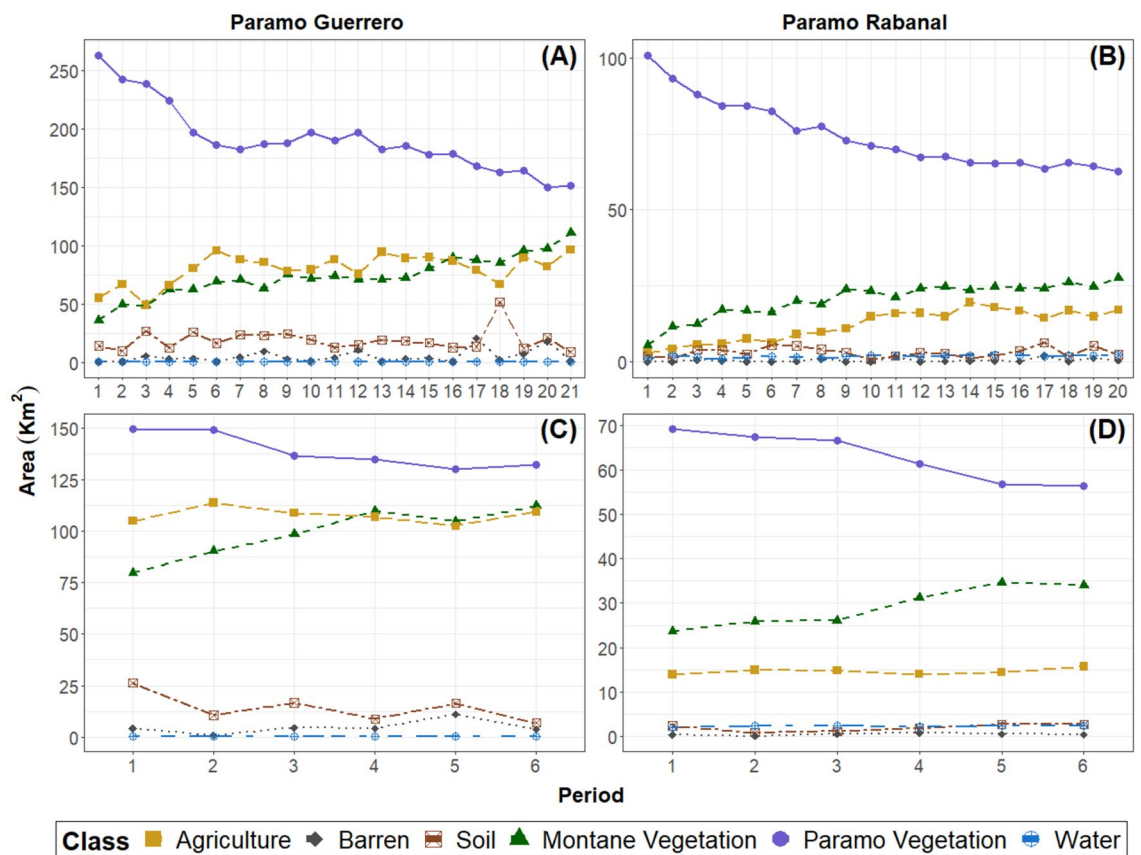 Paramo Guerrero
Paramo Rabanal
(A)
250
200
150
100
50
0
1 2 3 4 5 6 7 8 9 10 11 12 13 14 15 16 17 18 19 20 21
(B)
100
50
0
1 2 3 4 5 6 7 8 9 10 11 12 13 14 15 16 17 18 19 20
Area (Km²)
(C)
150
125
100
75
50
25
0
1 2 3 4 5 6
(D)
70
60
50
40
30
20
10
0
1 2 3 4 5 6
Period
Class Agriculture Barren Soil Montane Vegetation Paramo Vegetation Water